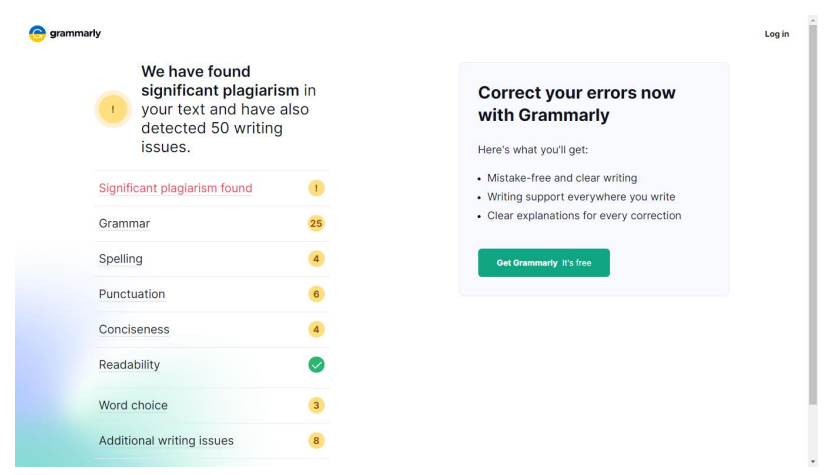 grammarly
Log in
We have found
significant plagiarism in
your text and have also
detected 50 writing
issues.
!
Significant plagiarism found !
Grammar 25
Spelling 4
Punctuation 6
Conciseness 4
Readability
Word choice 3
Additional writing issues 8
Correct your errors now
with Grammarly
Here's what you'll get:
• Mistake-free and clear writing
• Writing support everywhere you write
• Clear explanations for every correction
Get Grammarly It's free